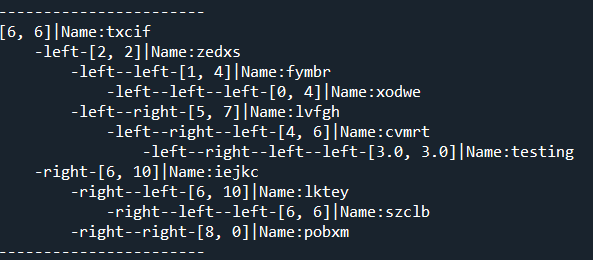 -----------------------
[6, 6]|Name:txcif
    -left-[2, 2]|Name:zedxs
        -left--left-[1, 4]|Name:fymbr
            -left--left--left-[0, 4]|Name:xodwe
        -left--right-[5, 7]|Name:lvfgh
            -left--right--left-[4, 6]|Name:cvmrt
                -left--right--left--left-[3.0, 3.0]|Name:testing
    -right-[6, 10]|Name:iejkc
        -right--left-[6, 10]|Name:lktey
            -right--left--left-[6, 6]|Name:szclb
        -right--right-[8, 0]|Name:pobxm
-----------------------